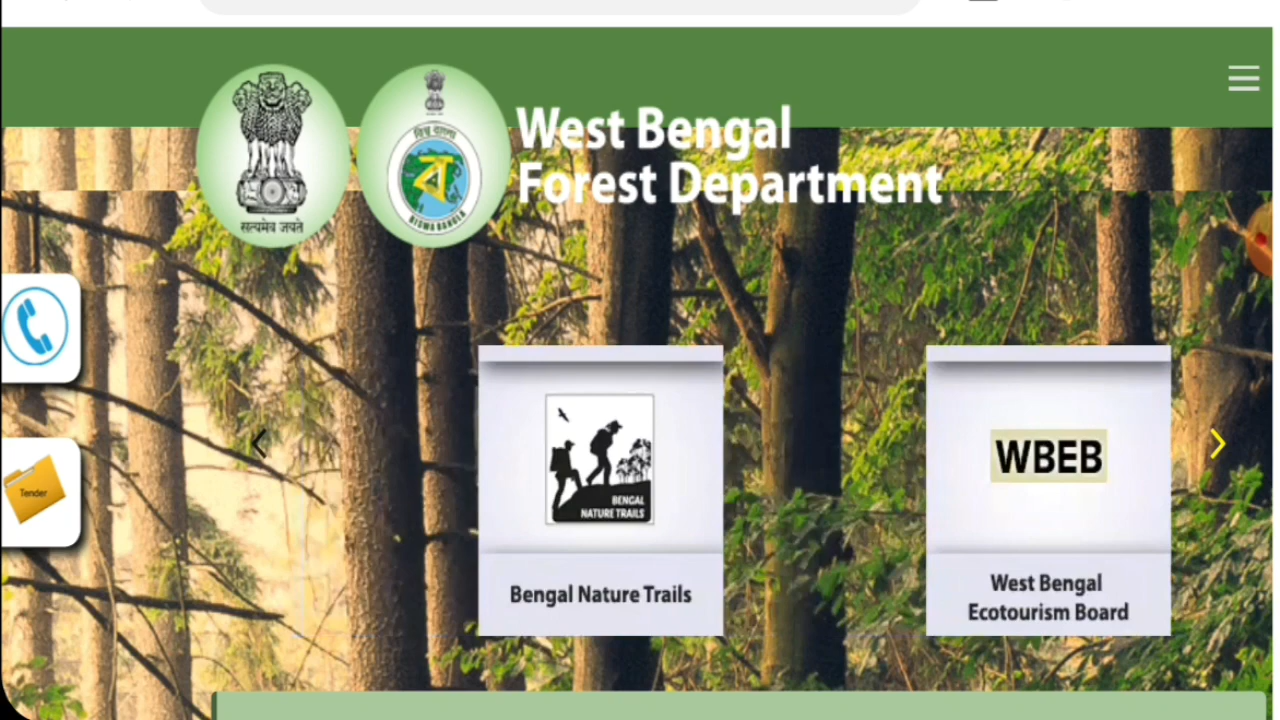 West Bengal
Forest Department
सत्यमेव जयते
विश्व बांग्ला
ব
BISWA BANGLA
Tender
BENGAL
NATURE TRAILS
WBEB
Bengal Nature Trails
West Bengal
Ecotourism Board